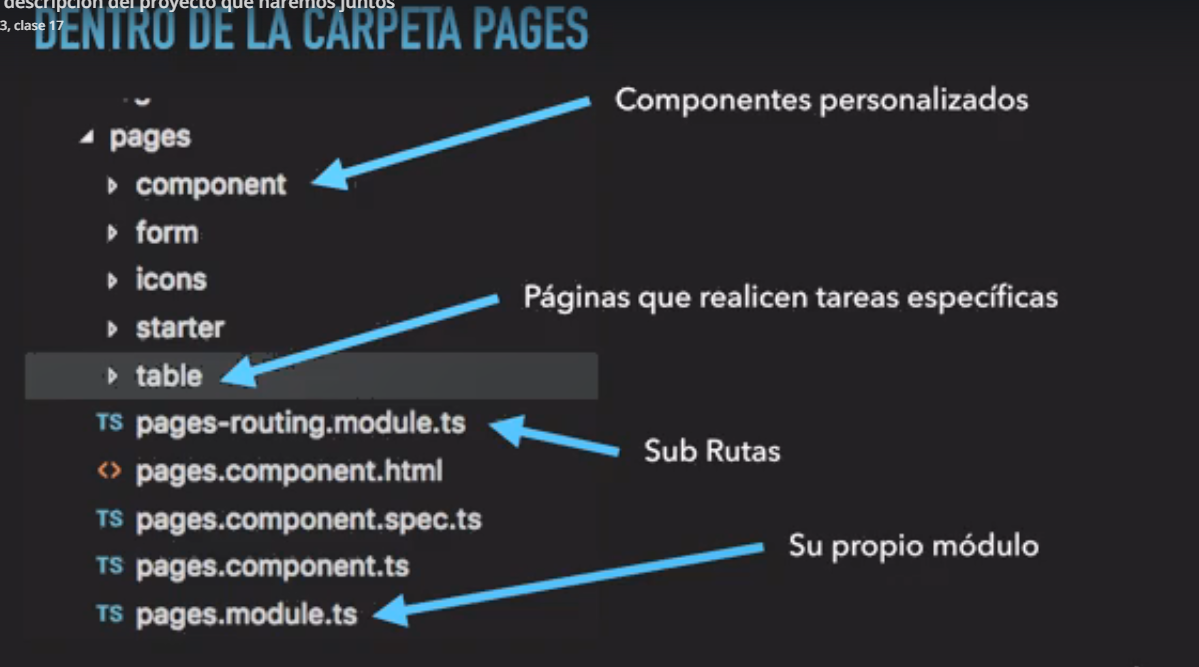 descripción del proyecto que haremos juntos
3, clase 17
DENTRO DE LA CARPETA PAGES
Componentes personalizados
pages
component
form
icons
Páginas que realicen tareas específicas
starter
table
TS pages-routing.module.ts
Sub Rutas
<> pages.component.html
TS pages.component.spec.ts
Su propio módulo
TS pages.component.ts
TS pages.module.ts